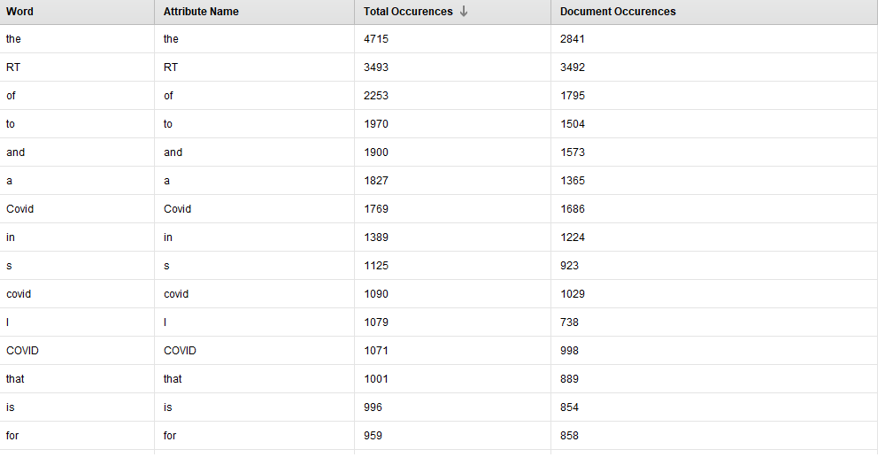 Word Attribute Name Total Occurences ↓ Document Occurences
the the 4715 2841
RT RT 3493 3492
of of 2253 1795
to to 1970 1504
and and 1900 1573
a a 1827 1365
Covid Covid 1769 1686
in in 1389 1224
s s 1125 923
covid covid 1090 1029
I I 1079 738
COVID COVID 1071 998
that that 1001 889
is is 996 854
for for 959 858